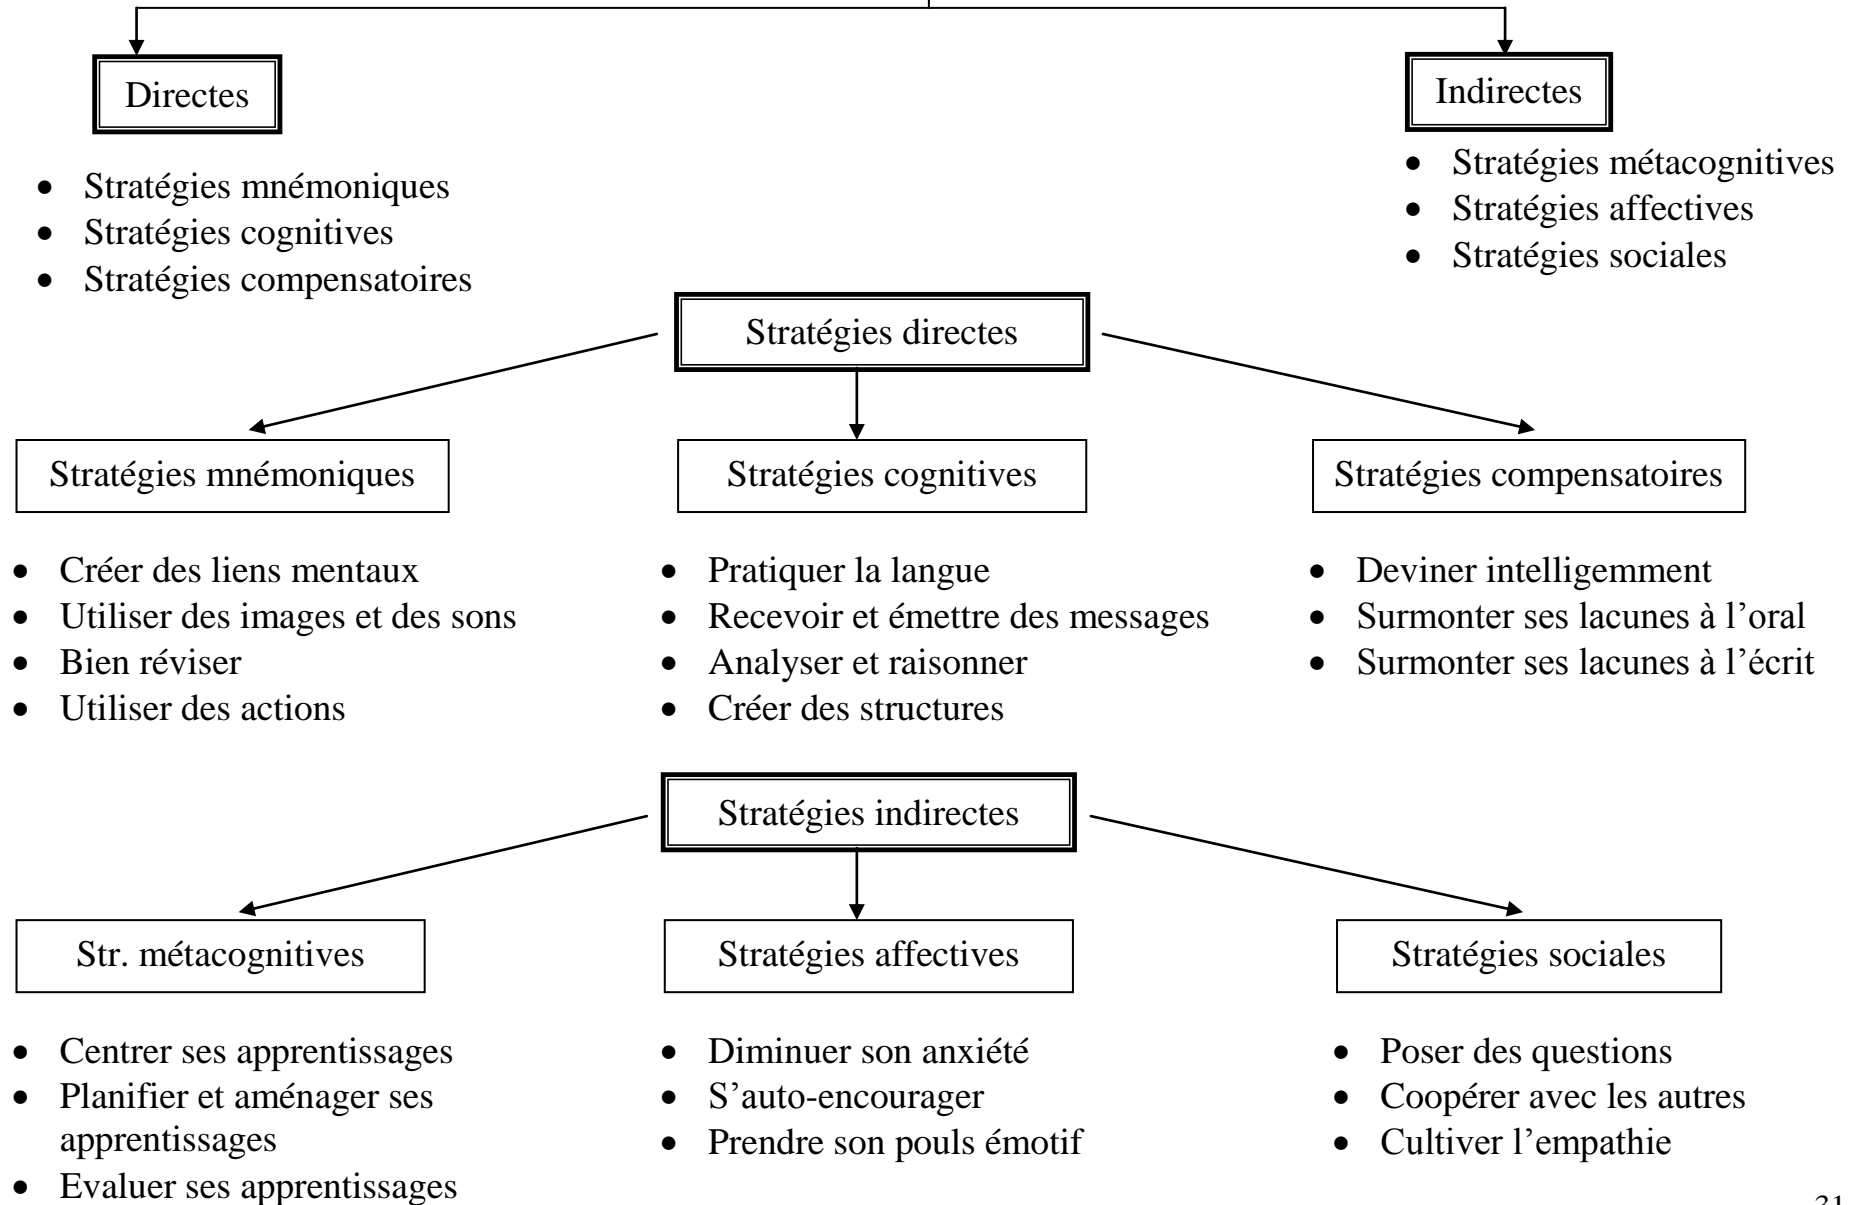 Directes
Indirectes
• Stratégies mnémoniques
• Stratégies cognitives
• Stratégies compensatoires
• Stratégies métacognitives
• Stratégies affectives
• Stratégies sociales
Stratégies directes
Stratégies mnémoniques
Stratégies cognitives
Stratégies compensatoires
• Créer des liens mentaux
• Utiliser des images et des sons
• Bien réviser
• Utiliser des actions
• Pratiquer la langue
• Recevoir et émettre des messages
• Analyser et raisonner
• Créer des structures
• Deviner intelligemment
• Surmonter ses lacunes à l’oral
• Surmonter ses lacunes à l’écrit
Stratégies indirectes
Str. métacognitives
Stratégies affectives
Stratégies sociales
• Centrer ses apprentissages
• Planifier et aménager ses
apprentissages
• Evaluer ses apprentissages
• Diminuer son anxiété
• S’auto-encourager
• Prendre son pouls émotif
• Poser des questions
• Coopérer avec les autres
• Cultiver l’empathie
31